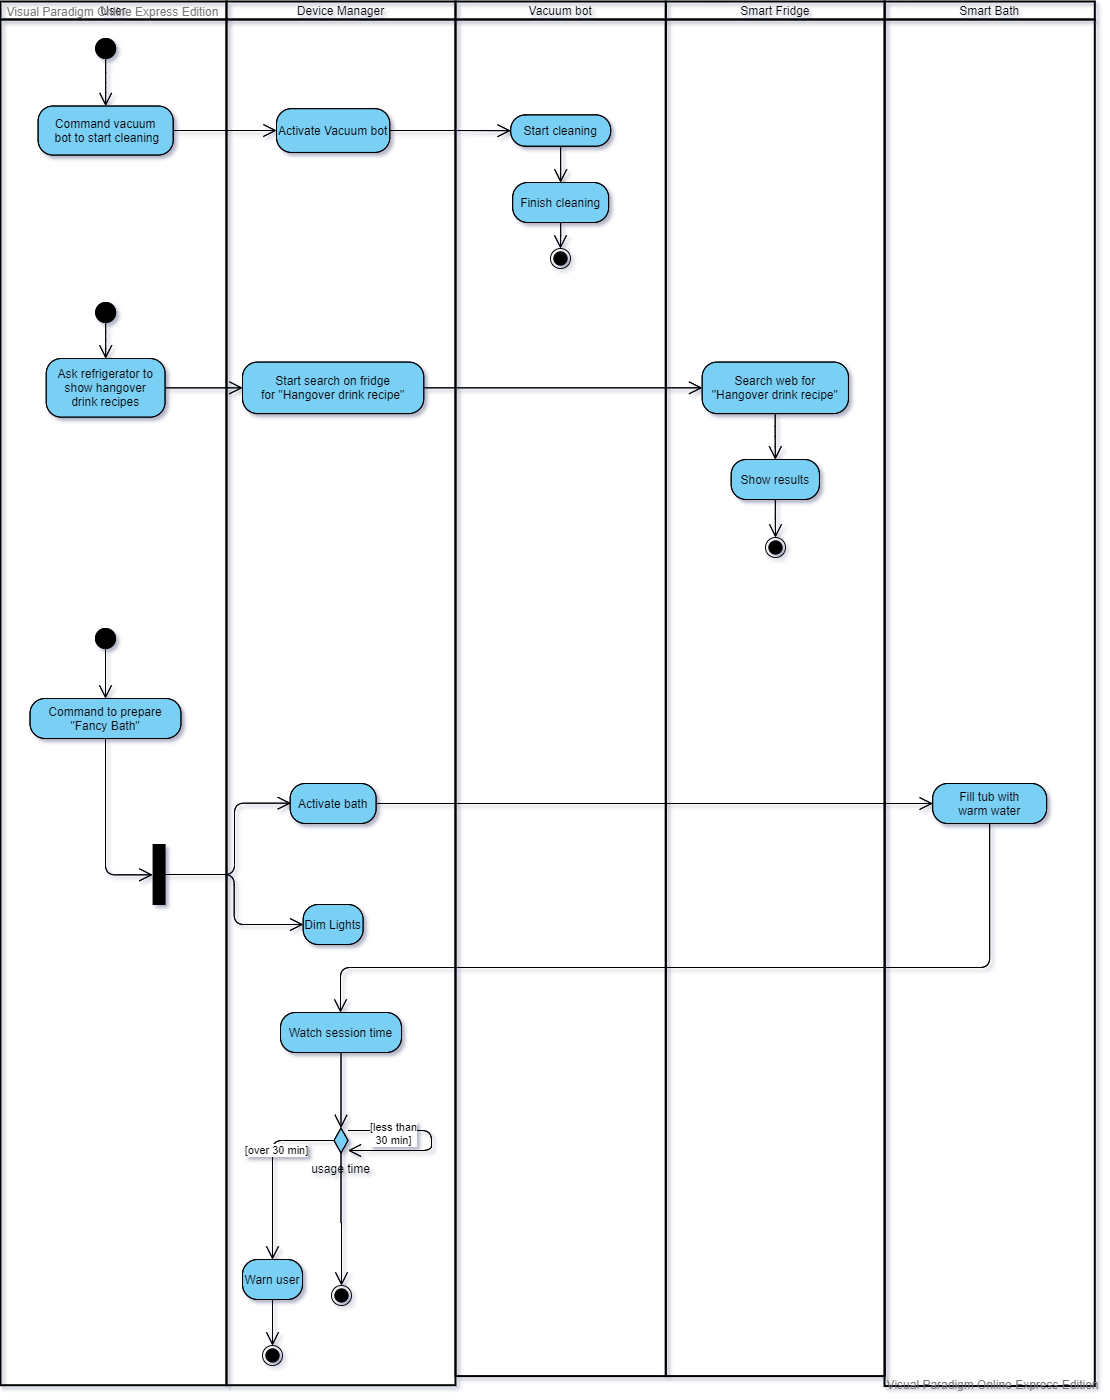 Visual Paradigm Online Express Edition
User
Device Manager
Vacuum bot
Smart Fridge
Smart Bath
Command vacuum
bot to start cleaning
Activate Vacuum bot
Start cleaning
Finish cleaning
Ask refrigerator to
show hangover
drink recipes
Start search on fridge
for "Hangover drink recipe"
Search web for
"Hangover drink recipe"
Show results
Command to prepare
"Fancy Bath"
Activate bath
Fill tub with
warm water
Dim Lights
Watch session time
[less than
30 min]
[over 30 min]
usage time
Warn user
Visual Paradigm Online Express Edition